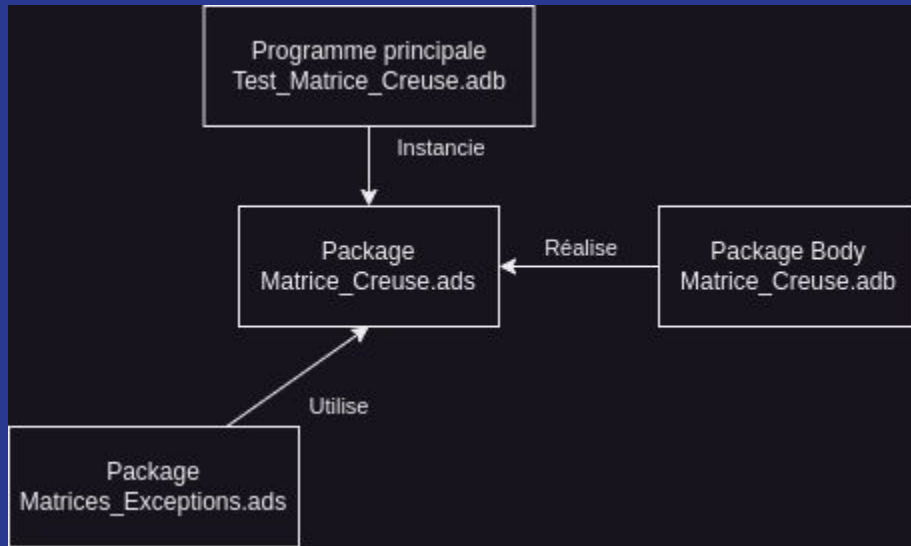 Programme principale
Test_Matrice_Creuse.adb
Instancie
Package
Matrice_Creuse.ads
Réalise
Package Body
Matrice_Creuse.adb
Utilise
Package
Matrices_Exceptions.ads